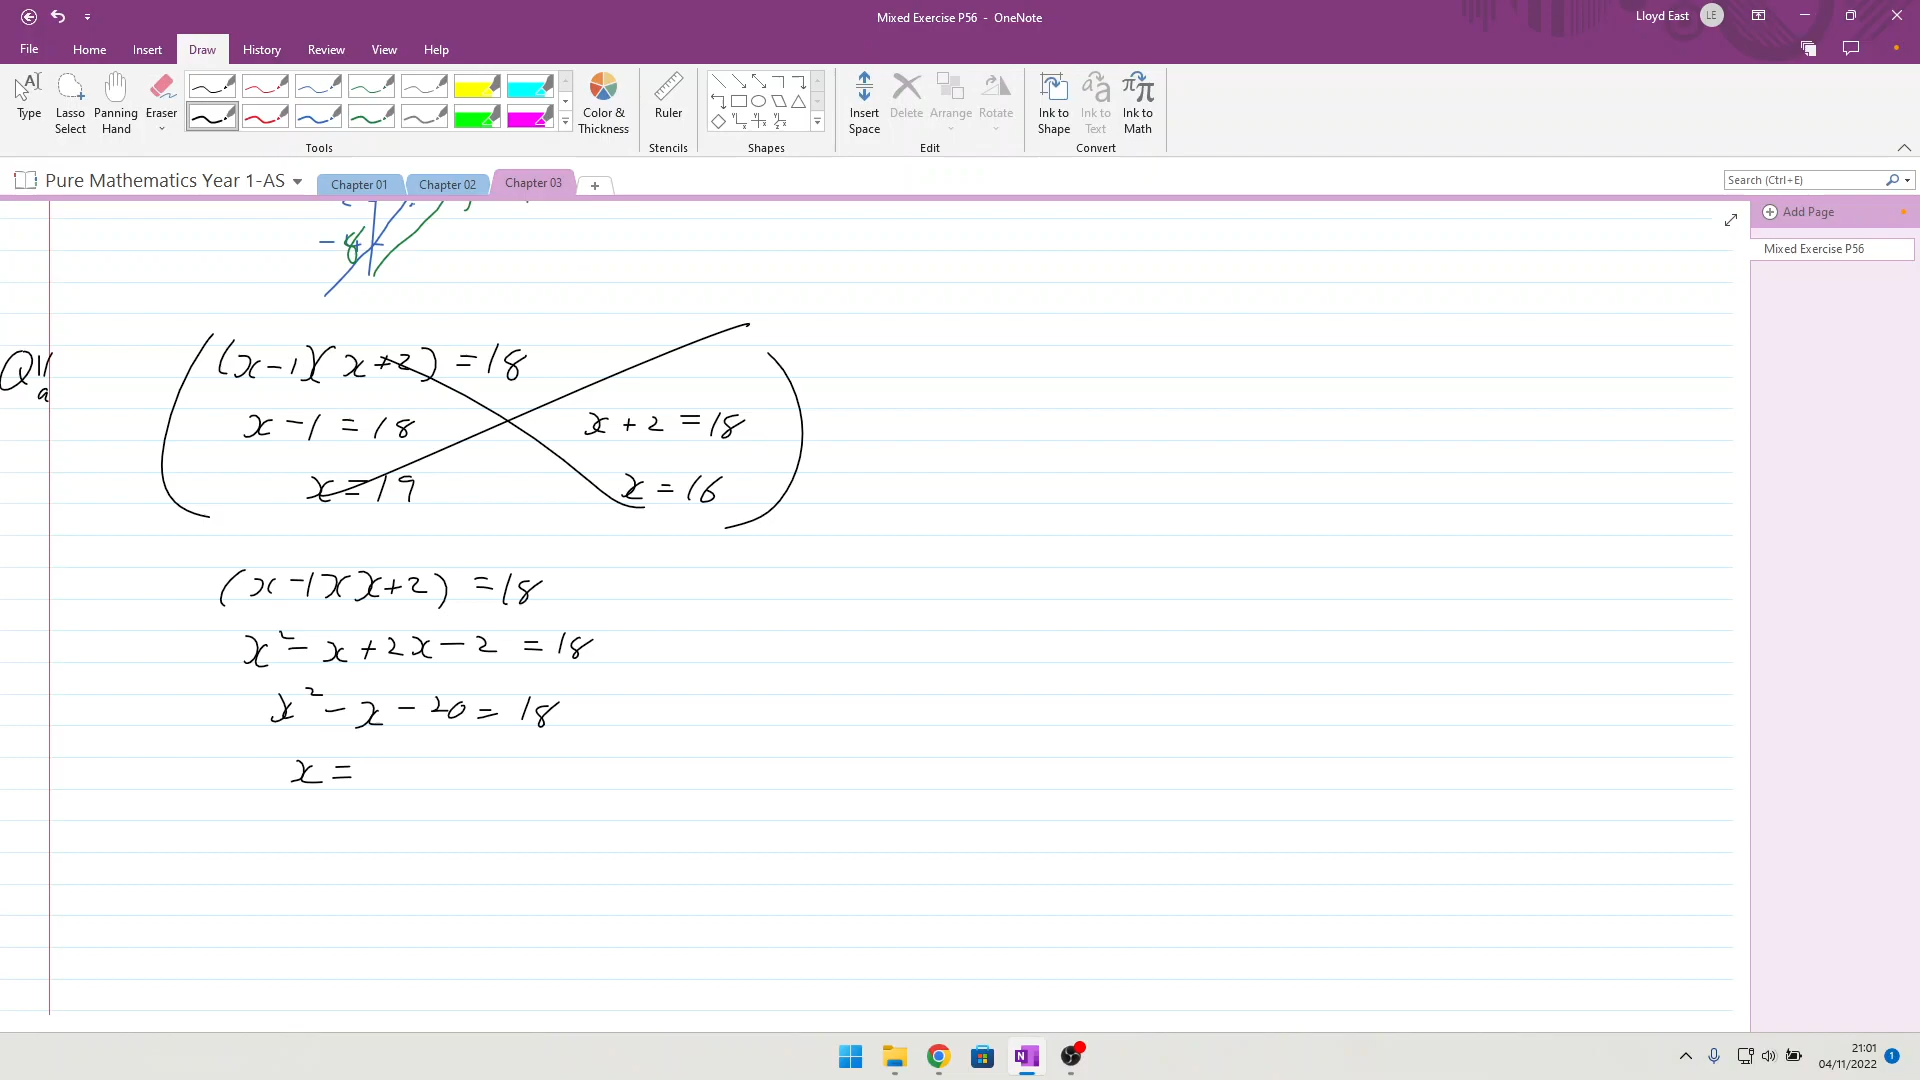 Mixed Exercise P56 - OneNote
Lloyd East LE
File Home Insert Draw History Review View Help
Type
Lasso Select
Panning Hand
Eraser
Color & Thickness
Ruler
Insert Space
Delete
Arrange
Rotate
Ink to Shape
Ink to Text
Ink to Math
Tools
Stencils
Shapes
Edit
Convert
Pure Mathematics Year 1-AS
Chapter 01
Chapter 02
Chapter 03
Search (Ctrl+E)
Add Page
Mixed Exercise P56
Q11
a
(x-1)(x+2) = 18
x - 1 = 18 x + 2 = 18
x = 19 x = 16
(x-1)(x+2) = 18
x² - x + 2x - 2 = 18
x² - x - 20 = 18
x =
21:01
04/11/2022
1